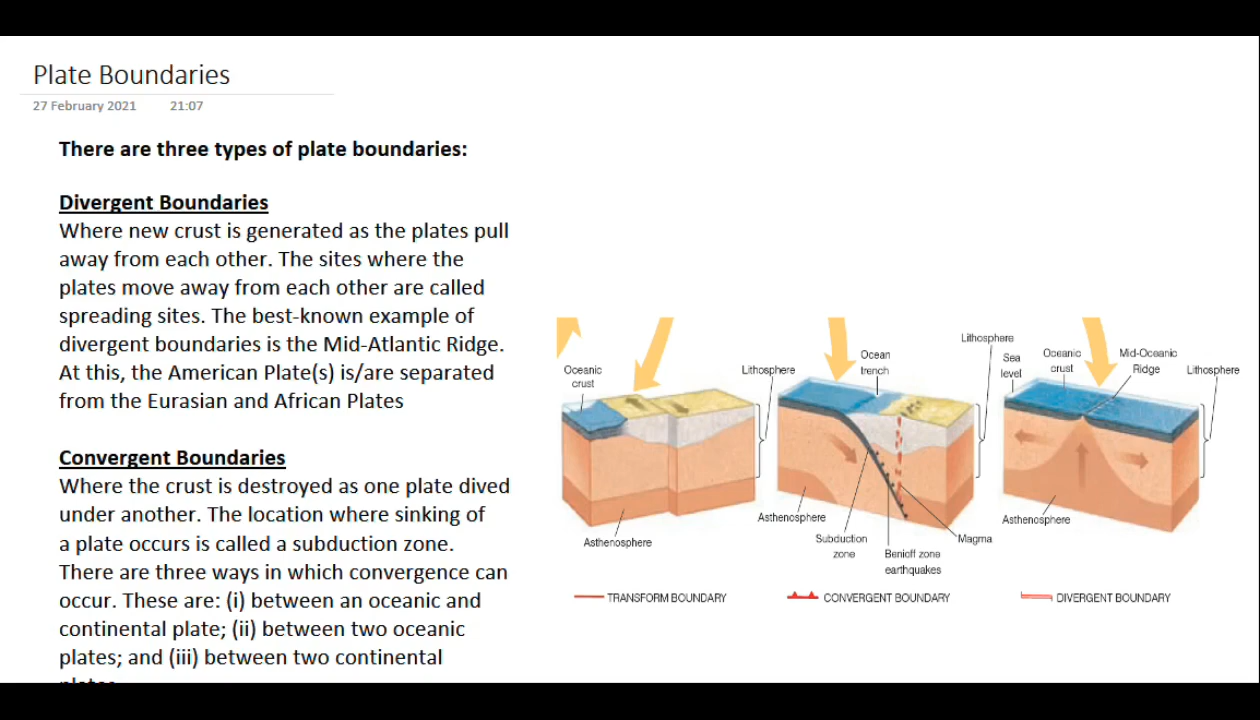 Plate Boundaries
27 February 2021 21:07
There are three types of plate boundaries:
Divergent Boundaries
Where new crust is generated as the plates pull
away from each other. The sites where the
plates move away from each other are called
spreading sites. The best-known example of
divergent boundaries is the Mid-Atlantic Ridge.
At this, the American Plate(s) is/are separated
from the Eurasian and African Plates
Convergent Boundaries
Where the crust is destroyed as one plate dived
under another. The location where sinking of
a plate occurs is called a subduction zone.
There are three ways in which convergence can
occur. These are: (i) between an oceanic and
continental plate; (ii) between two oceanic
plates; and (iii) between two continental
Oceanic
crust
Lithosphere
Asthenosphere
TRANSFORM BOUNDARY
Ocean
trench
Lithosphere
Asthenosphere
Subduction
zone
Benioff zone
earthquakes
Magma
CONVERGENT BOUNDARY
Sea
level
Oceanic
crust
Mid-Oceanic
Ridge
Lithosphere
Asthenosphere
DIVERGENT BOUNDARY